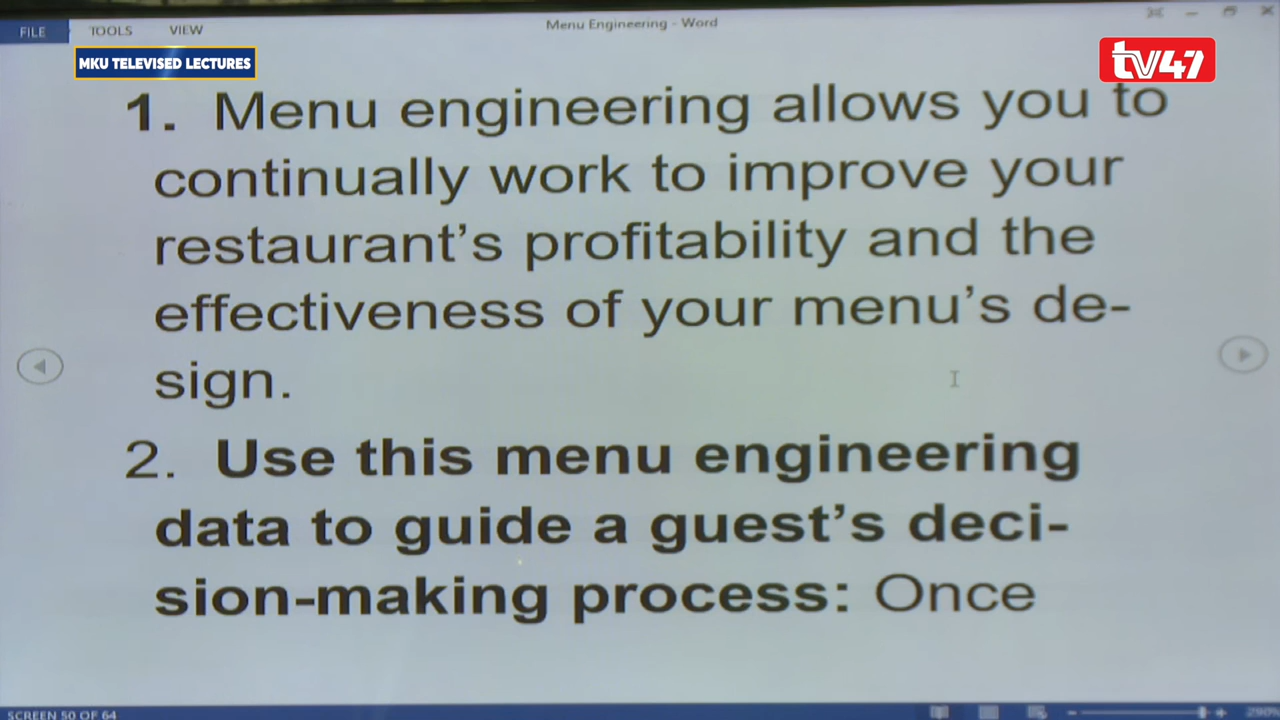 Menu Engineering - Word
FILE TOOLS VIEW
MKU TELEVISED LECTURES
tv47
1. Menu engineering allows you to
continually work to improve your
restaurant's profitability and the
effectiveness of your menu's de-
sign.
2. Use this menu engineering
data to guide a guest's deci-
sion-making process: Once
SCREEN 50 OF 64
290%